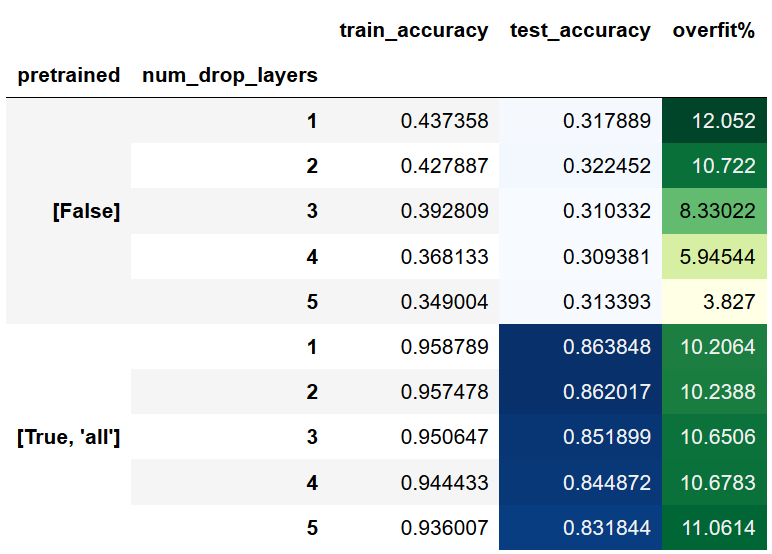 train_accuracy test_accuracy overfit%
pretrained num_drop_layers
1 0.437358 0.317889 12.052
2 0.427887 0.322452 10.722
[False] 3 0.392809 0.310332 8.33022
4 0.368133 0.309381 5.94544
5 0.349004 0.313393 3.827
1 0.958789 0.863848 10.2064
2 0.957478 0.862017 10.2388
[True, 'all'] 3 0.950647 0.851899 10.6506
4 0.944433 0.844872 10.6783
5 0.936007 0.831844 11.0614